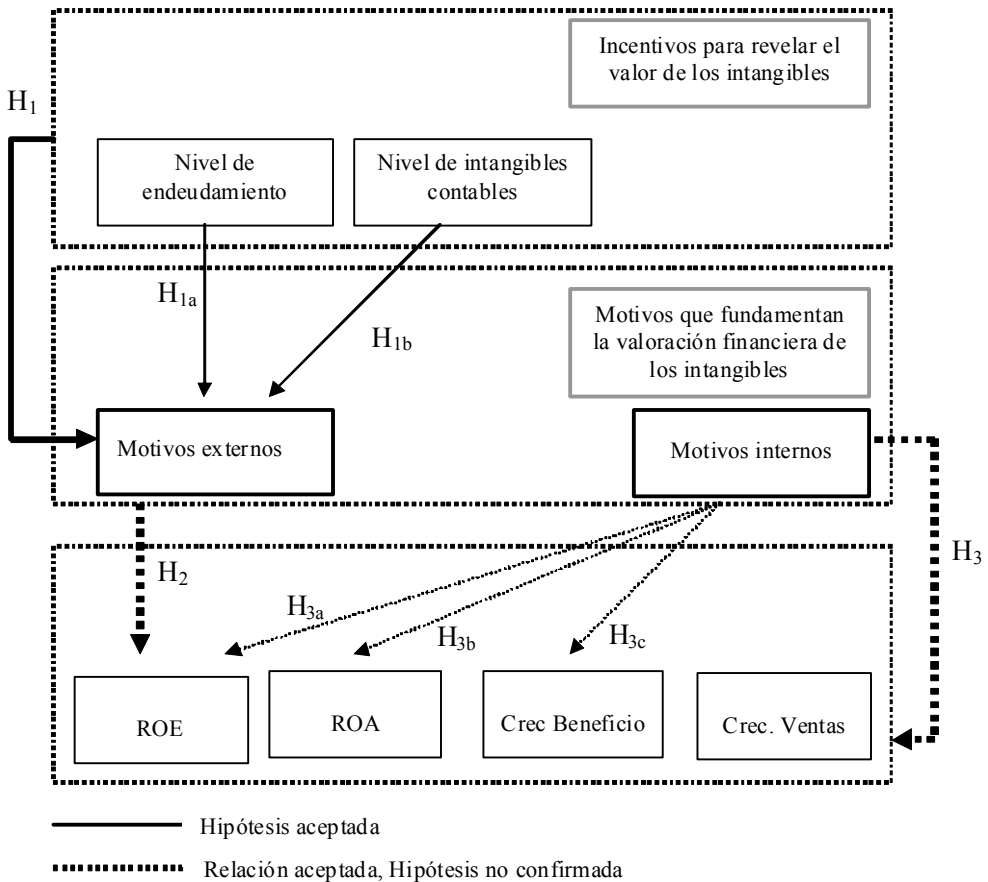 Incentivos para revelar el
valor de los intangibles
H1
Nivel de
endeudamiento
Nivel de intangibles
contables
H1a
H1b
Motivos que fundamentan
la valoración financiera de
los intangibles
Motivos externos
Motivos internos
H2
H3
H3a
H3b
H3c
ROE
ROA
Crec Beneficio
Crec. Ventas
Hipótesis aceptada
Relación aceptada, Hipótesis no confirmada